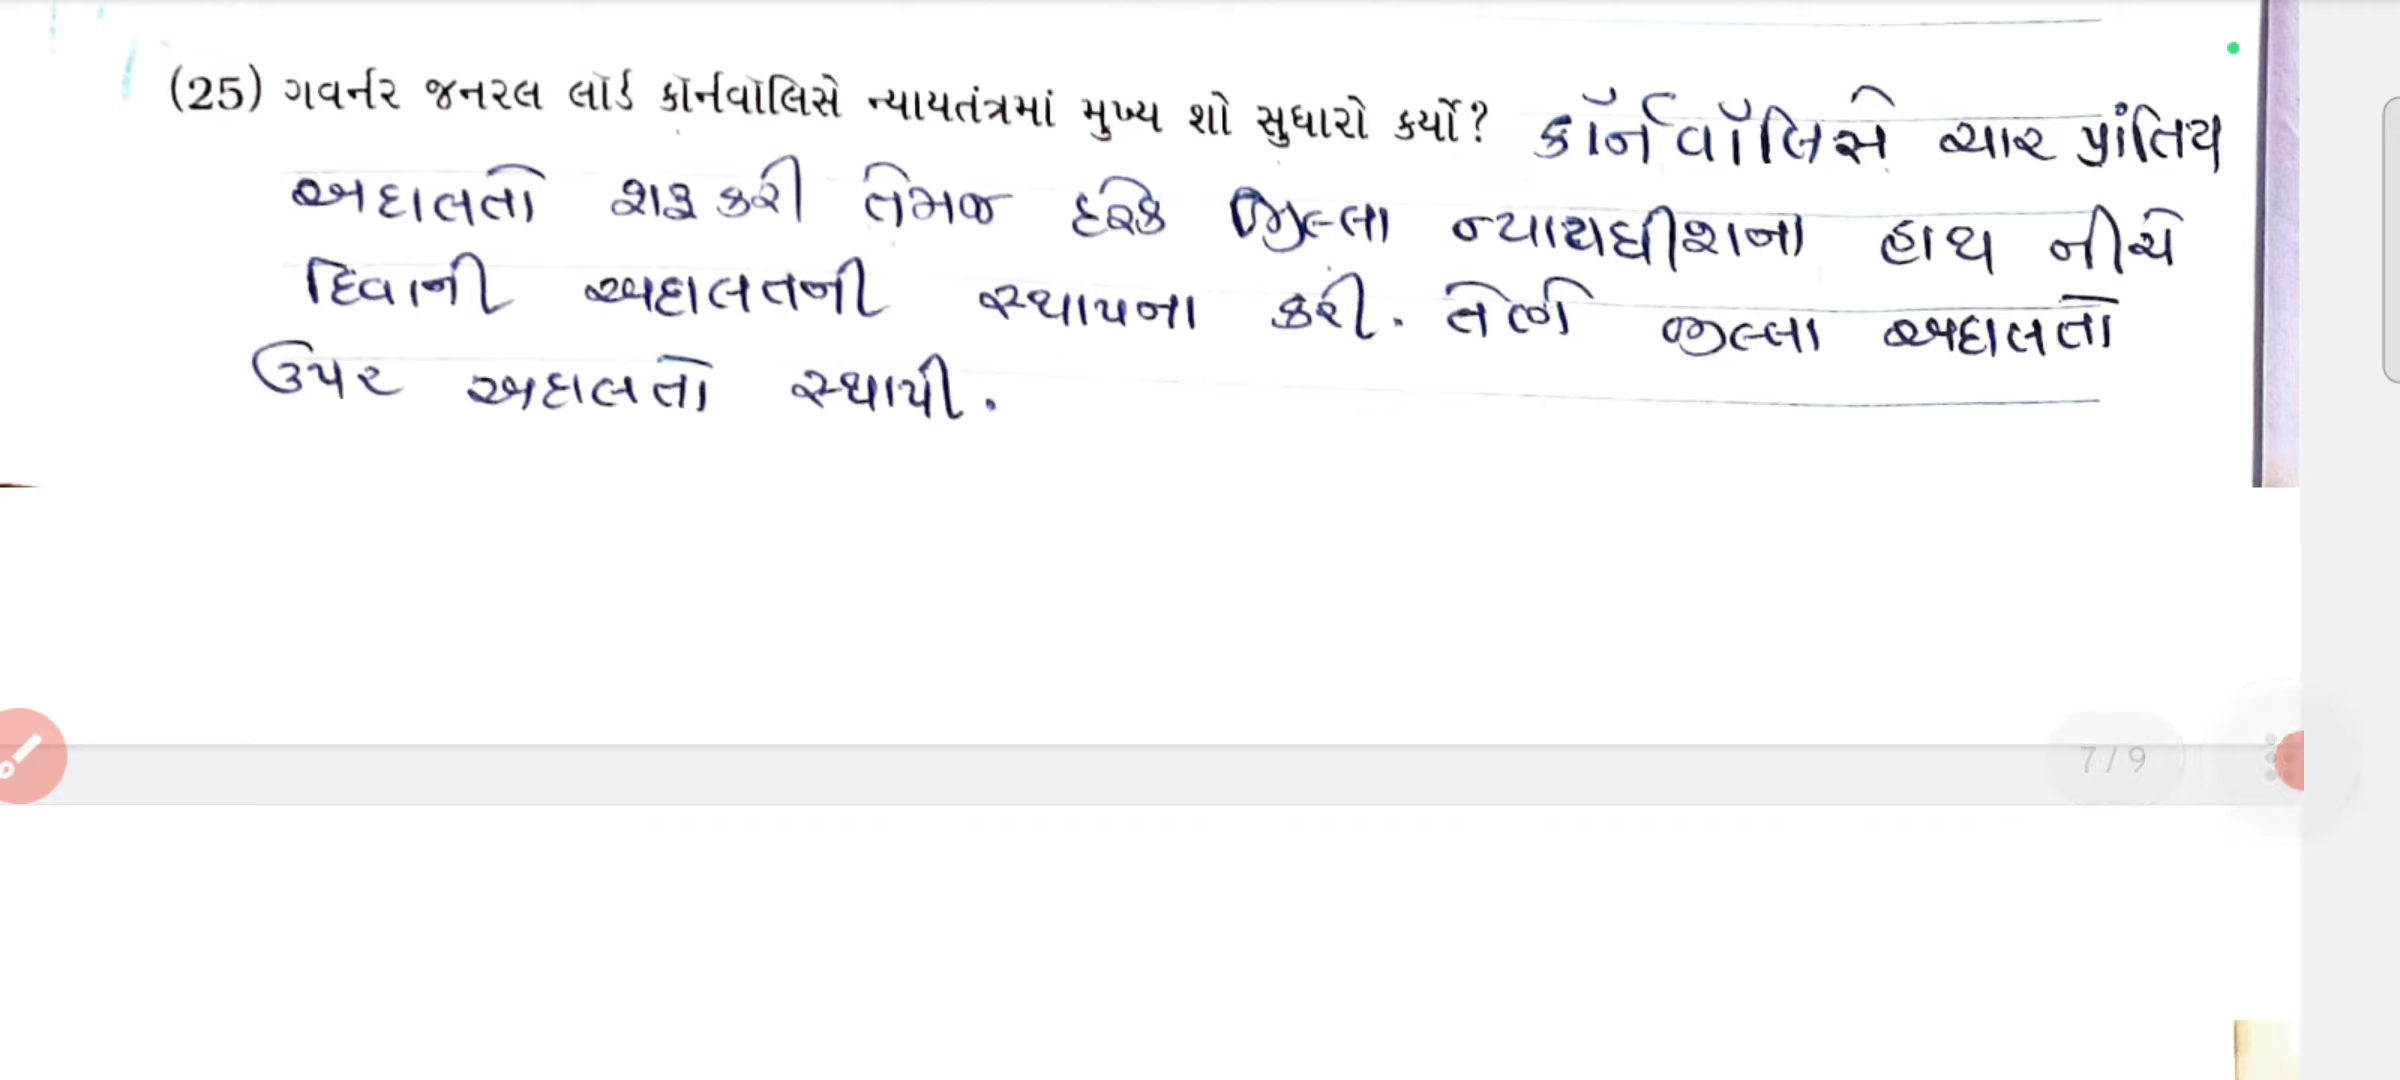 (25) ગવર્નર જનરલ લૉર્ડ કૉર્નવૉલિસે ન્યાયતંત્રમાં મુખ્ય શો સુધારો કર્યો? કૉર્નવૉલિસે ચાર પ્રાંતિય
અદાલતો શરૂ કરી તેમજ દરેક જીલ્લા ન્યાયધીશના હાથ નીચે
દિવાની અદાલતની સ્થાપના કરી. તેણે જીલ્લા અદાલતો
ઉપર અદાલતો સ્થાપી.
7 / 9